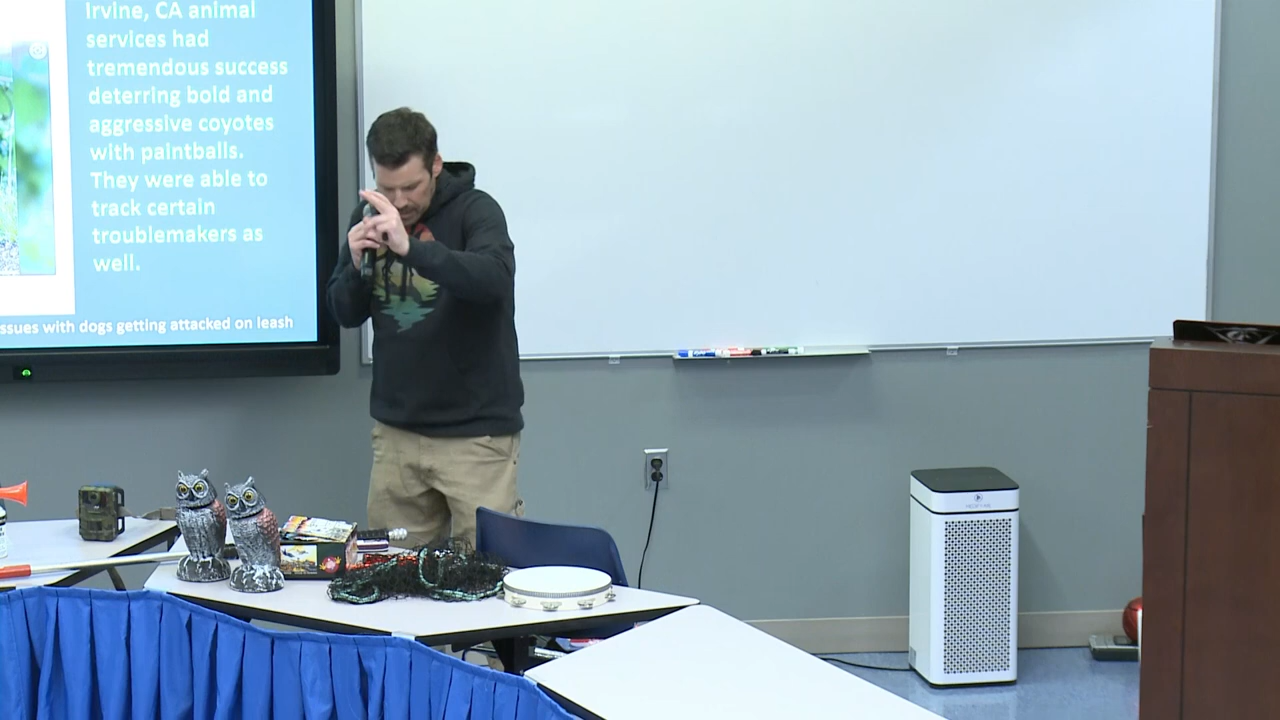 Irvine, CA animal
services had
tremendous success
deterring bold and
aggressive coyotes
with paintballs.
They were able to
track certain
troublemakers as
well.
ssues with dogs getting attacked on leash